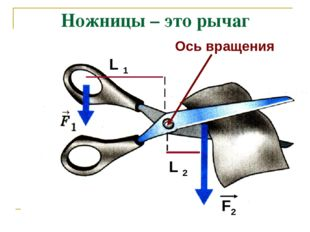 Ножницы – это рычаг
Ось вращения
L 1
F1
L 2
F2